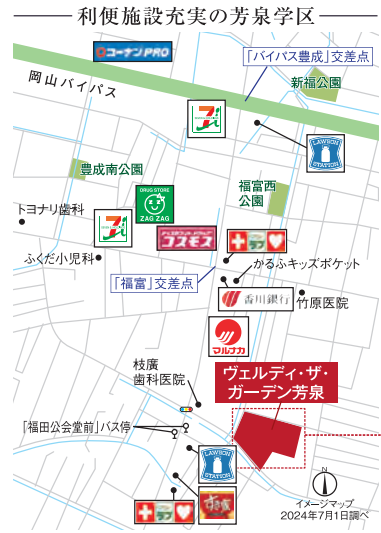 利便施設充実の芳泉学区
コーナンPRO
「バイパス豊成」交差点
岡山バイパス
新福公園
LAWSON
STATION
豊成南公園
DRUG STORE
ZAG ZAG
福富西
公園
トヨナリ歯科
コスモス
ラブ
ふくだ小児科
かるふキッズポケット
「福富」交差点
香川銀行
竹原医院
マルナカ
枝廣
歯科医院
ヴェルディ・ザ・
ガーデン芳泉
「福田公会堂前」バス停
LAWSON
STATION
N
ラブ
すき家
イメージマップ
2024年7月1日調べ